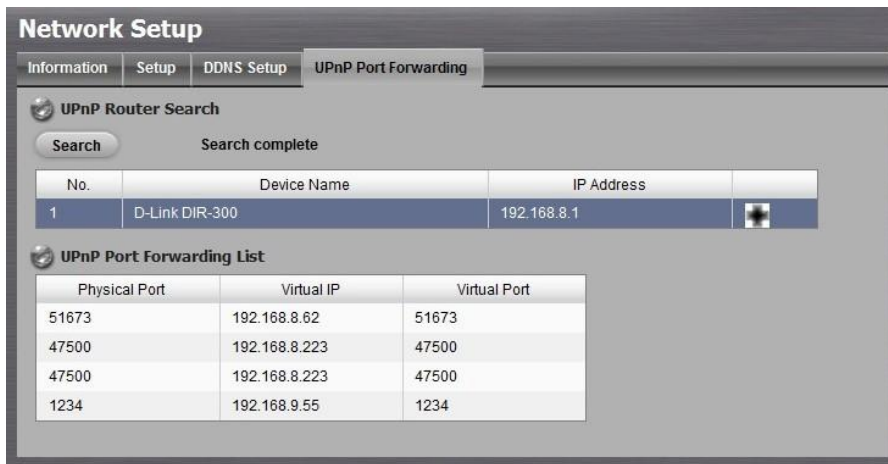 Network Setup
Information Setup DDNS Setup UPnP Port Forwarding
UPnP Router Search
Search Search complete
No. Device Name IP Address
1 D-Link DIR-300 192.168.8.1
UPnP Port Forwarding List
Physical Port Virtual IP Virtual Port
51673 192.168.8.62 51673
47500 192.168.8.223 47500
47500 192.168.8.223 47500
1234 192.168.9.55 1234